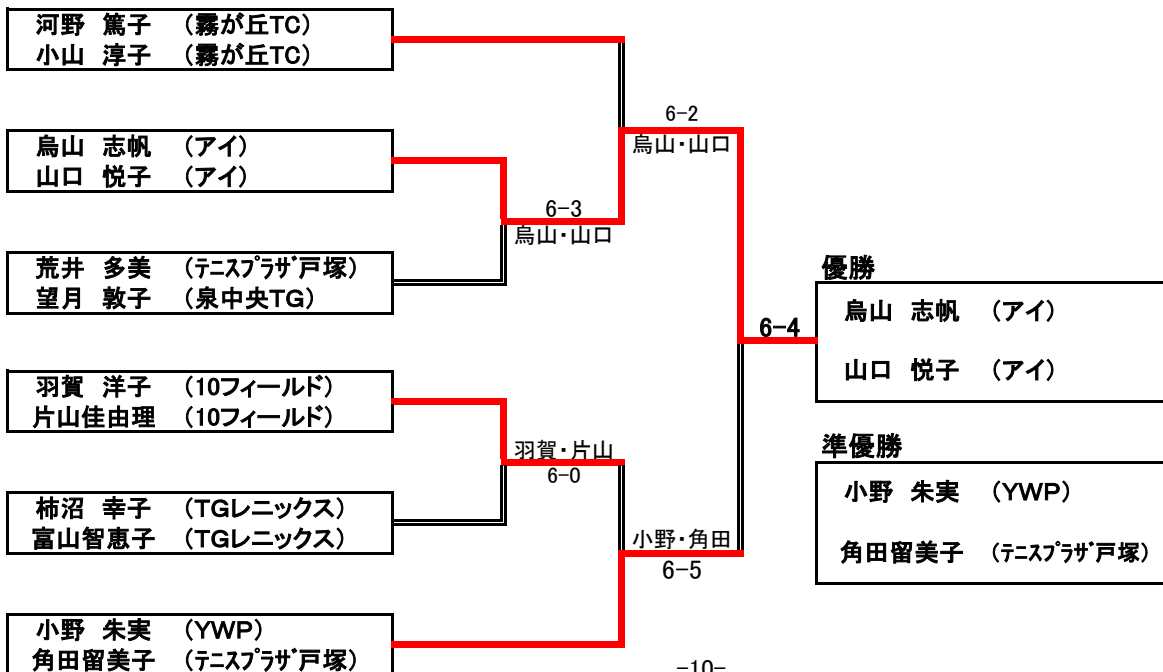 河野 篤子 (霧が丘TC)
小山 淳子 (霧が丘TC)
6-2
烏山・山口
烏山 志帆 (アイ)
山口 悦子 (アイ)
6-3
烏山・山口
荒井 多美 (テニスプラザ戸塚)
望月 敦子 (泉中央TG)
優勝
烏山 志帆 (アイ)
6-4
山口 悦子 (アイ)
羽賀 洋子 (10フィールド)
片山佳由理 (10フィールド)
羽賀・片山
6-0
準優勝
小野 朱実 (YWP)
角田留美子 (テニスプラザ戸塚)
柿沼 幸子 (TGレニックス)
富山智恵子 (TGレニックス)
小野・角田
6-5
小野 朱実 (YWP)
角田留美子 (テニスプラザ戸塚)
-10-